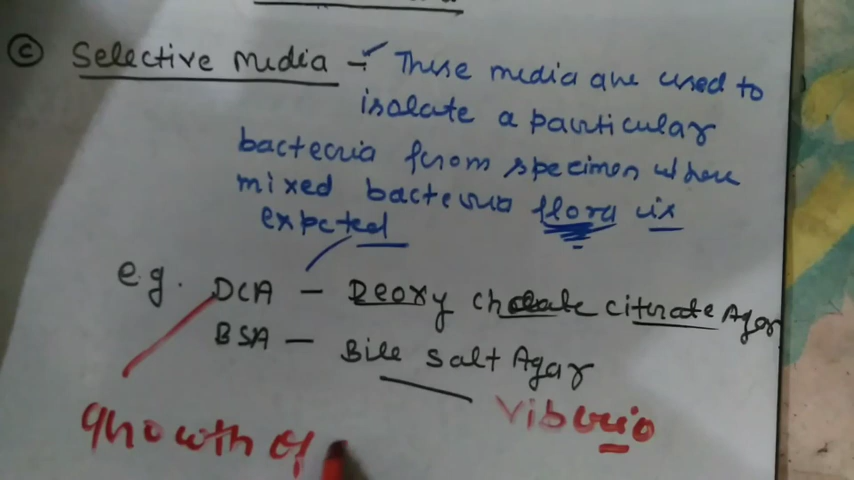 Ⓒ Selective Media - These media are used to
isolate a particular
bacteria from specimen where
mixed bacteria flora is
expeted
e.g. DCA - Deoxy cholate citrate Agar
BSA - Bile Salt Agar
Vibrio
Growth of